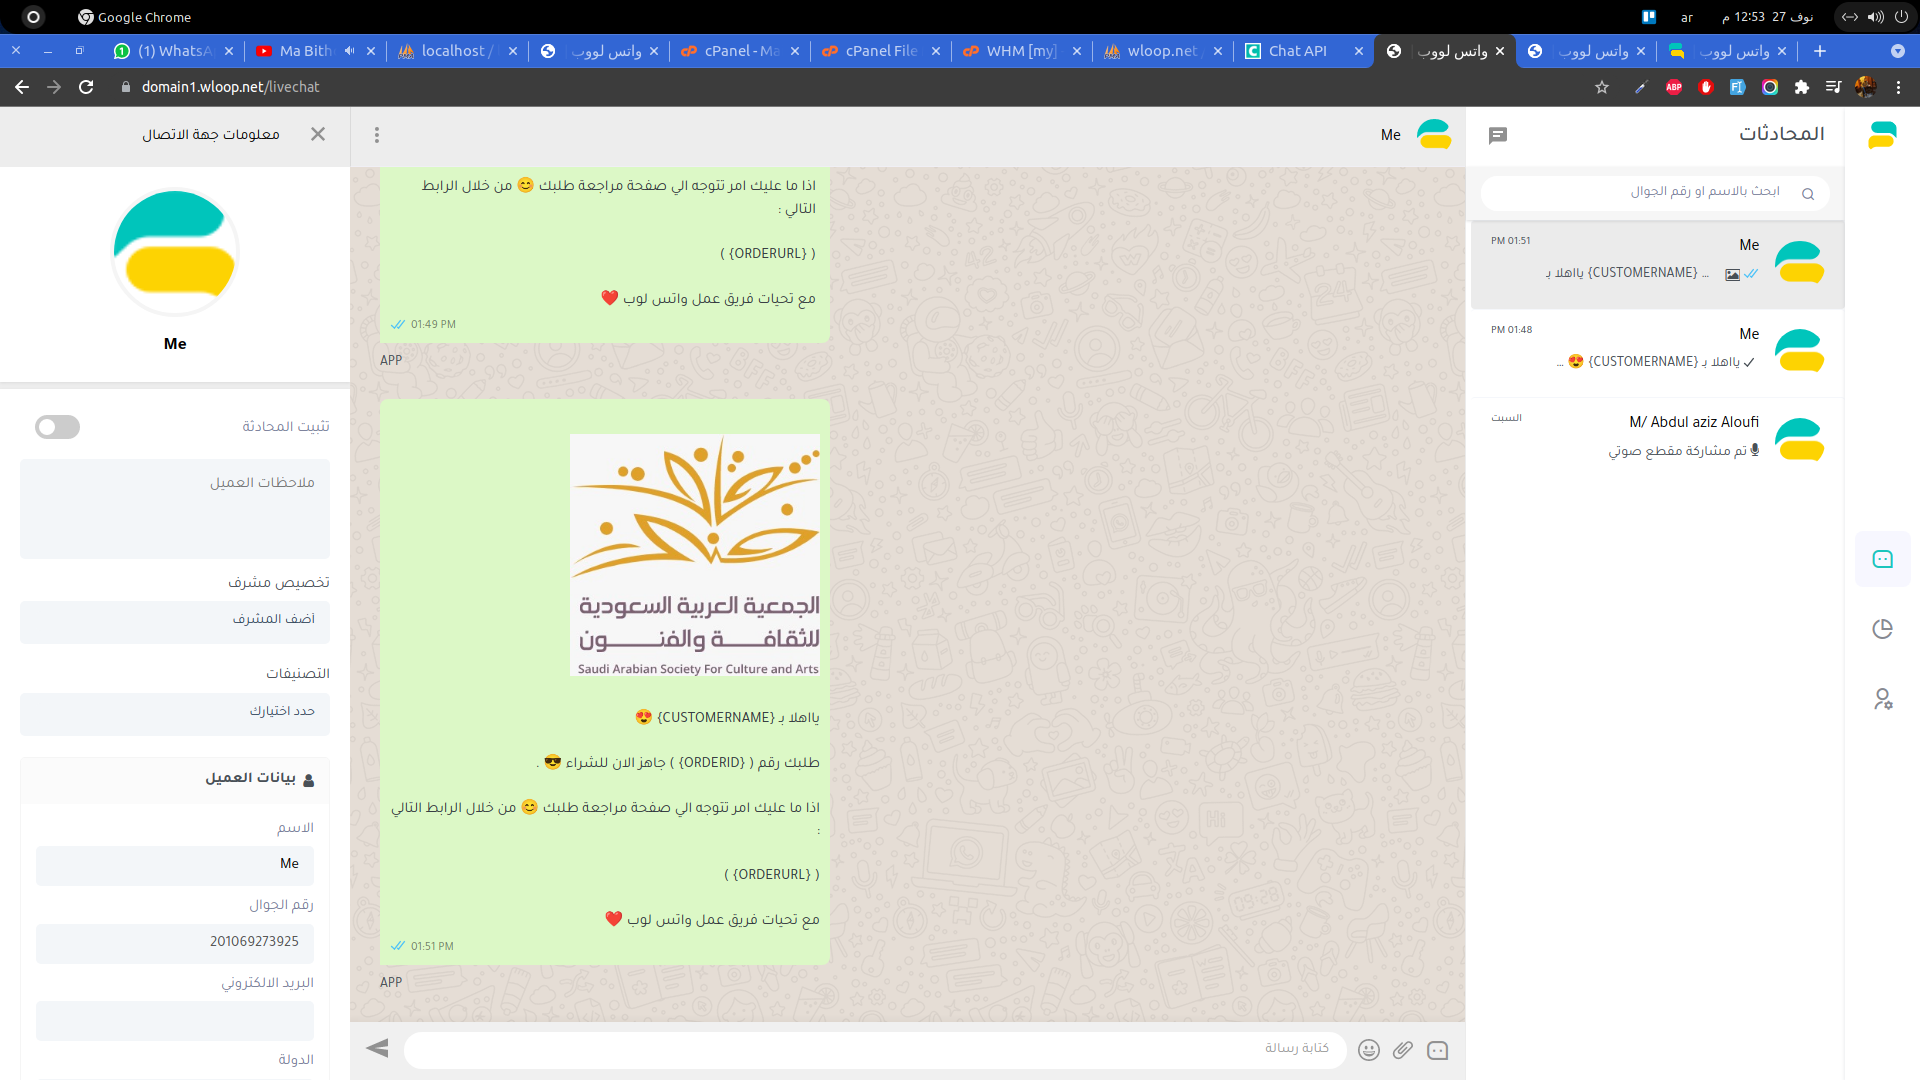 Google Chrome
ar
نوف 27 12:53 م
(1) WhatsA
Ma Bith
localhost /
واتس لووب
cPanel - Ma
cPanel File
WHM [my]
wloop.net
Chat API
واتس لووب
واتس لووب
واتس لووب
domain1.wloop.net/livechat
ABP
المحادثات
ابحث بالاسم او رقم الجوال
Me
01:51 PM
يااهلا بـ {CUSTOMERNAME} ...
Me
01:48 PM
يااهلا بـ {CUSTOMERNAME} 😍 ...
M/ Abdul aziz Aloufi
السبت
تم مشاركة مقطع صوتي
Me
اذا ما عليك امر تتوجه الي صفحة مراجعة طلبك 😊 من خلال الرابط
التالي :
( {ORDERURL} )
مع تحيات فريق عمل واتس لوب ❤️
01:49 PM
APP
الجمعية العربية السعودية
للثقافة والفنون
Saudi Arabian Society For Culture and Arts
يااهلا بـ {CUSTOMERNAME} 😍
طلبك رقم ( {ORDERID} ) جاهز الان للشراء 😎 .
اذا ما عليك امر تتوجه الي صفحة مراجعة طلبك 😊 من خلال الرابط التالي
:
( {ORDERURL} )
مع تحيات فريق عمل واتس لوب ❤️
01:51 PM
APP
كتابة رسالة
معلومات جهة الاتصال
Me
تثبيت المحادثة
ملاحظات العميل
تخصيص مشرف
أضف المشرف
التصنيفات
حدد اختيارك
بيانات العميل
الاسم
Me
رقم الجوال
201069273925
البريد الالكتروني
الدولة